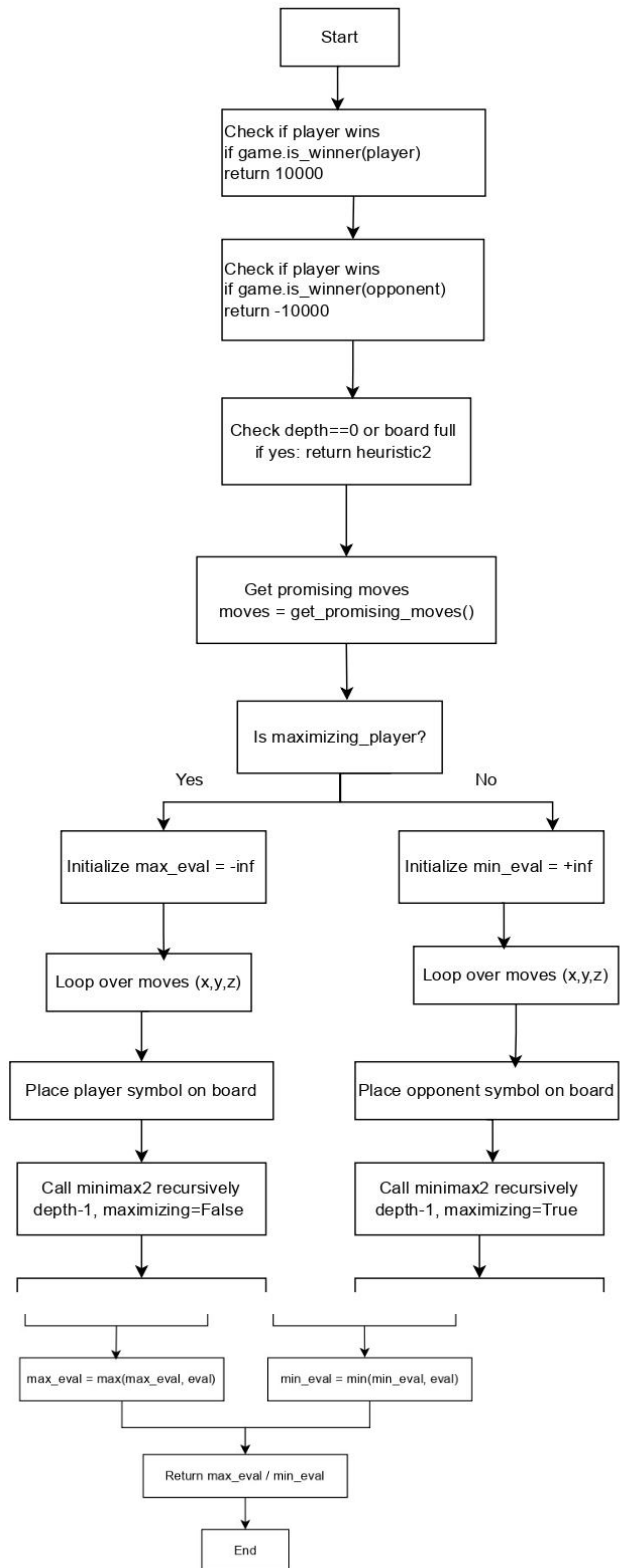 Start
Check if player wins
if game.is_winner(player)
return 10000
Check if player wins
if game.is_winner(opponent)
return -10000
Check depth==0 or board full
if yes: return heuristic2
Get promising moves
moves = get_promising_moves()
Is maximizing_player?
Yes
No
Initialize max_eval = -inf
Initialize min_eval = +inf
Loop over moves (x,y,z)
Loop over moves (x,y,z)
Place player symbol on board
Place opponent symbol on board
Call minimax2 recursively
depth-1, maximizing=False
Call minimax2 recursively
depth-1, maximizing=True
max_eval = max(max_eval, eval)
min_eval = min(min_eval, eval)
Return max_eval / min_eval
End